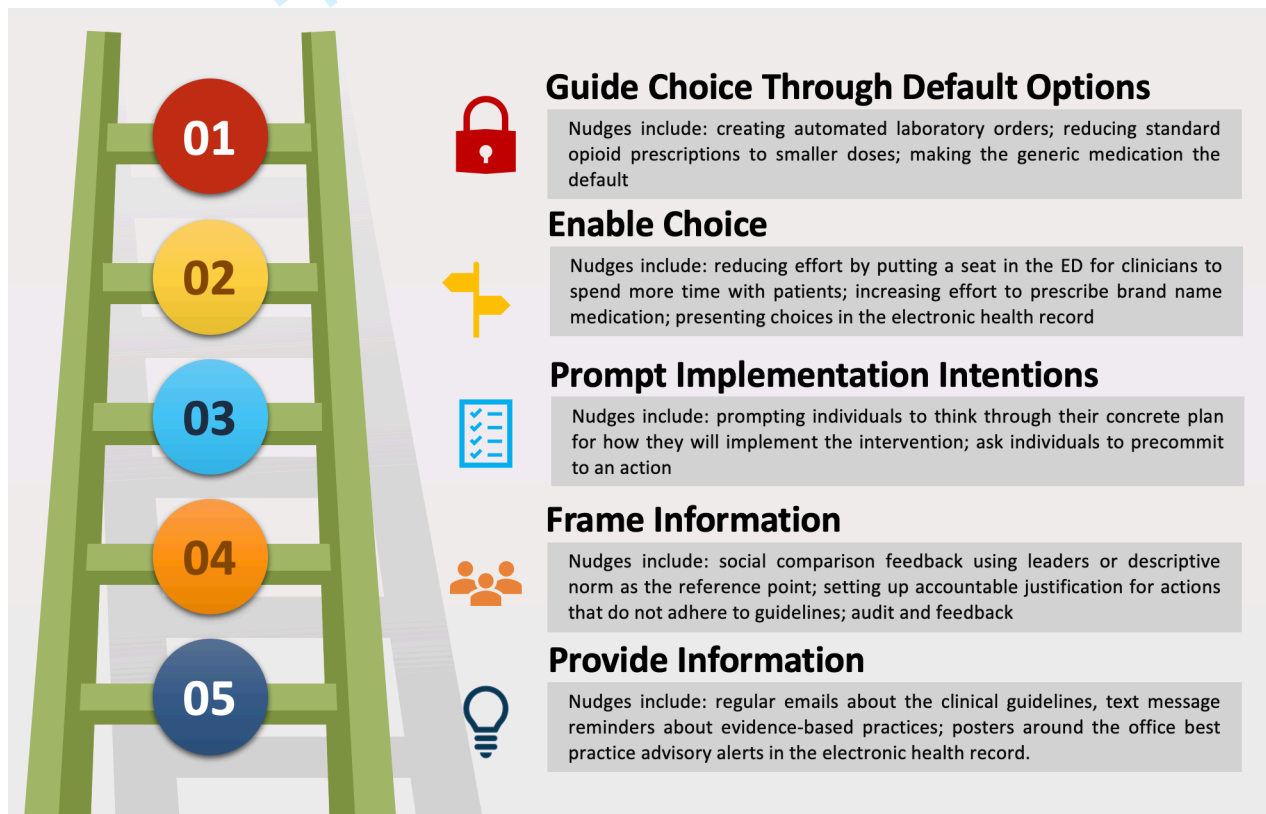 01
Guide Choice Through Default Options
Nudges include: creating automated laboratory orders; reducing standard
opioid prescriptions to smaller doses; making the generic medication the
default
02
Enable Choice
Nudges include: reducing effort by putting a seat in the ED for clinicians to
spend more time with patients; increasing effort to prescribe brand name
medication; presenting choices in the electronic health record
03
Prompt Implementation Intentions
Nudges include: prompting individuals to think through their concrete plan
for how they will implement the intervention; ask individuals to precommit
to an action
04
Frame Information
Nudges include: social comparison feedback using leaders or descriptive
norm as the reference point; setting up accountable justification for actions
that do not adhere to guidelines; audit and feedback
05
Provide Information
Nudges include: regular emails about the clinical guidelines, text message
reminders about evidence-based practices; posters around the office best
practice advisory alerts in the electronic health record.